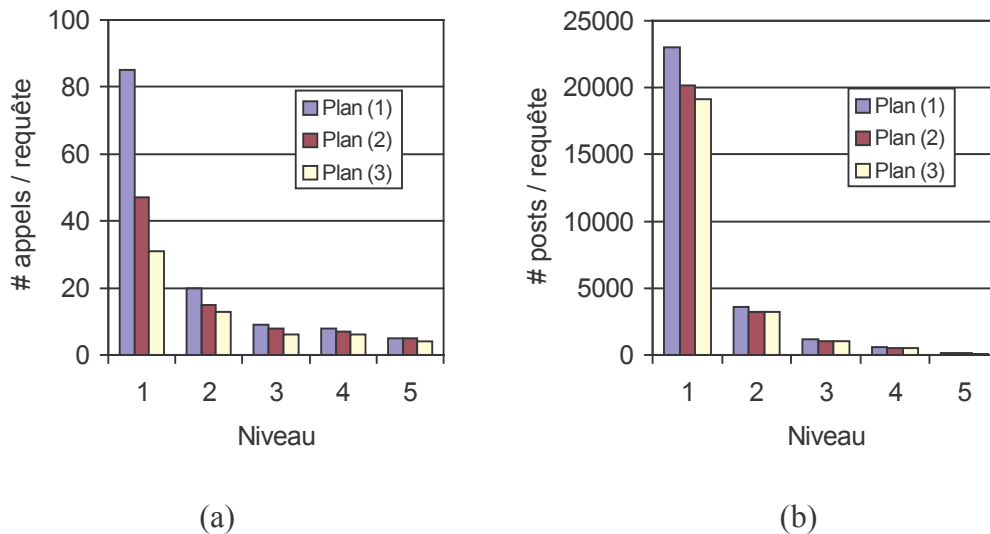 # appels / requête
100
80
60
40
20
0
Plan (1)
Plan (2)
Plan (3)
1 2 3 4 5
Niveau
(a)
# posts / requête
25000
20000
15000
10000
5000
0
Plan (1)
Plan (2)
Plan (3)
1 2 3 4 5
Niveau
(b)